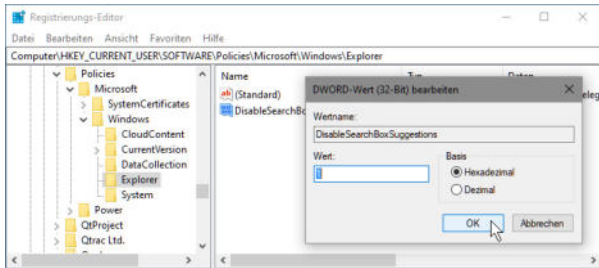 Registrierungs-Editor
Datei Bearbeiten Ansicht Favoriten Hilfe
Computer\HKEY_CURRENT_USER\SOFTWARE\Policies\Microsoft\Windows\Explorer
Policies
Microsoft
SystemCertificates
Windows
CloudContent
CurrentVersion
DataCollection
Explorer
System
Power
QtProject
Qtrac Ltd.
Name
ab (Standard)
DisableSearchBo
DWORD-Wert (32-Bit) bearbeiten
Wertname:
DisableSearchBoxSuggestions
Wert:
1
Basis
Hexadezimal
Dezimal
OK
Abbrechen